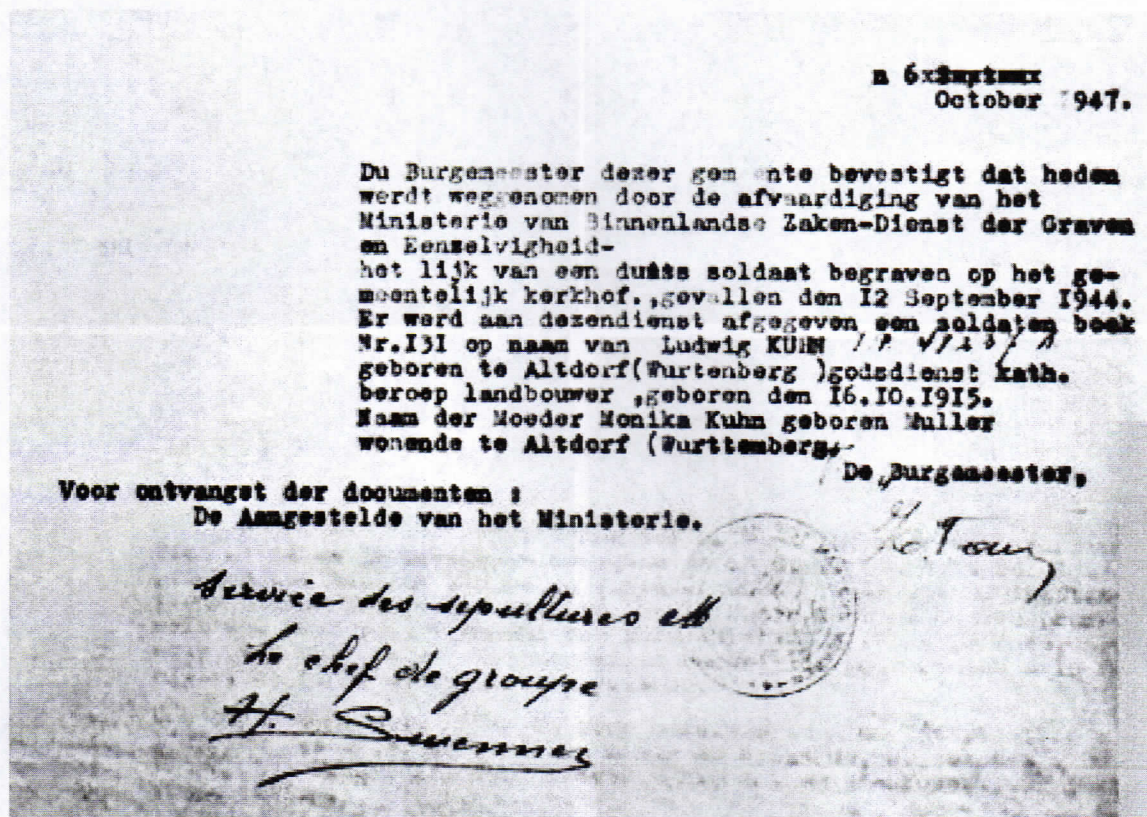 a 6x
October 1947.
Du Burgemeester dezer gemeente bevestigt dat heden
werdt weggenomen door de afvaardiging van het
Ministerie van Binnenlandse Zaken-Dienst der Graven
en Eenzelvigheid-
het lijk van een duits soldaat begraven op het ge-
meentelijk kerkhof.,gevallen den I2 September I944.
Er werd aan dezendienst afgegeven een soldaten boek
Nr.I3I op naam van Ludwig KUHN
geboren te Altdorf(Wurtenberg )godsdienst kath.
beroep landbouwer ,geboren den I6.I0.I9I5.
Naam der Moeder Monika Kuhn geboren Muller
wonende te Altdorf (Wurttemberg
De Burgemeester,
Voor ontvangst der documenten :
De Aangestelde van het Ministerie.
Service des sepultures
Le chef de groupe
H.